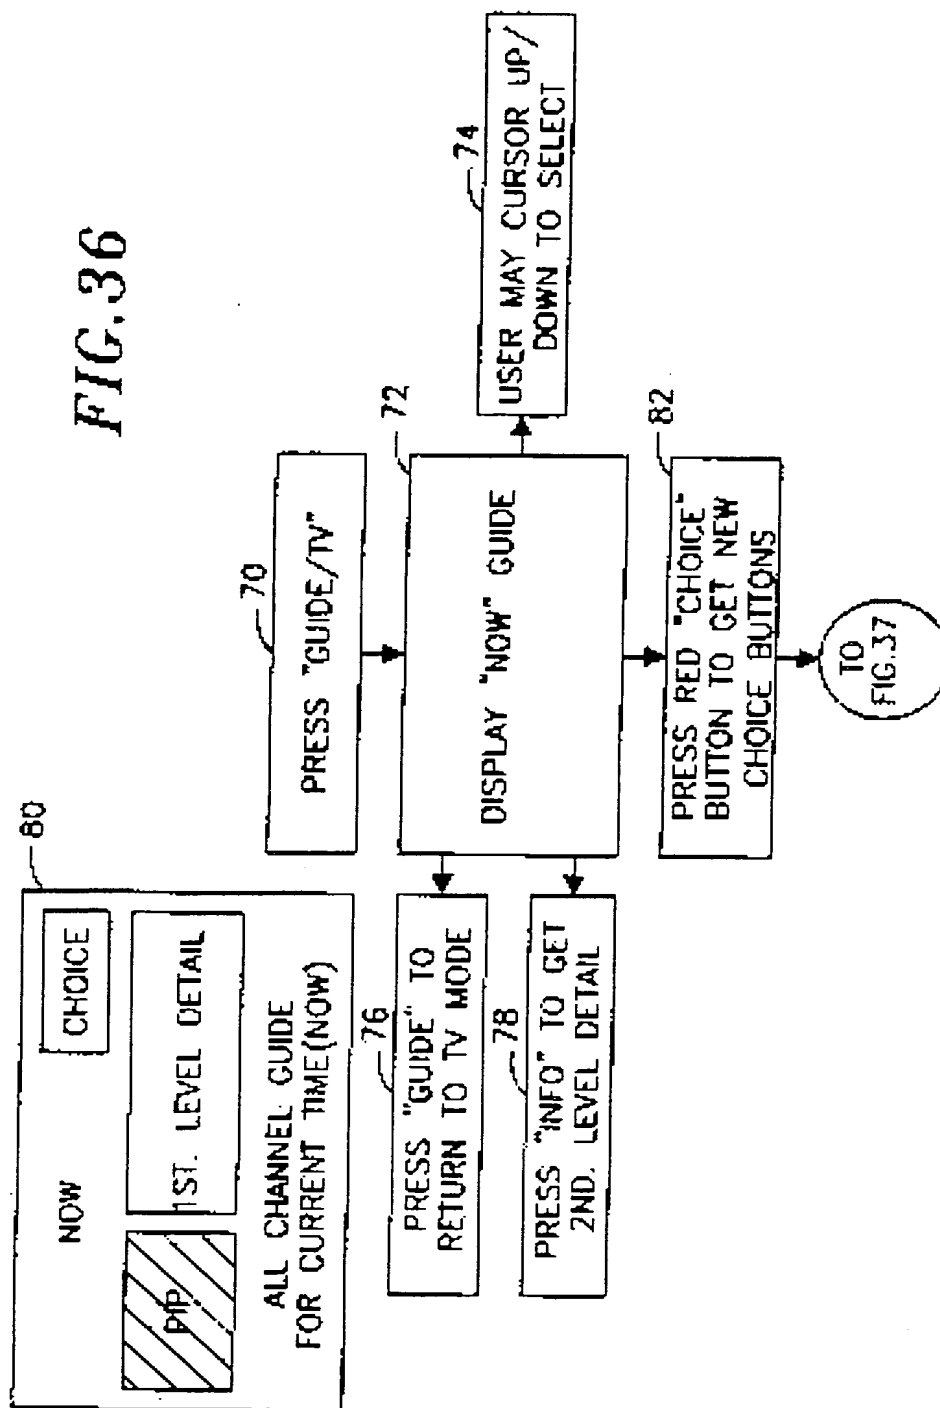 FIG.36
80
NOW
CHOICE
PIP
1ST. LEVEL DETAIL
ALL CHANNEL GUIDE
FOR CURRENT TIME(NOW)
70
PRESS "GUIDE/TV"
72
DISPLAY "NOW" GUIDE
74
USER MAY CURSOR UP/
DOWN TO SELECT
76
PRESS "GUIDE" TO
RETURN TO TV MODE
78
PRESS "INFO" TO GET
2ND. LEVEL DETAIL
82
PRESS RED "CHOICE"
BUTTON TO GET NEW
CHOICE BUTTONS
TO
FIG.37